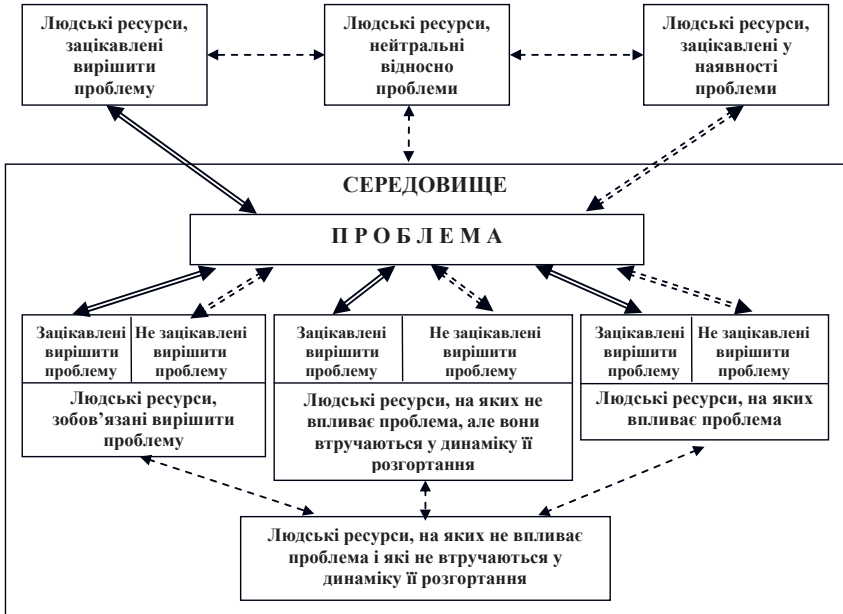 Людські ресурси,
зацікавлені
вирішити
проблему
Людські ресурси,
нейтральні
відносно
проблеми
Людські ресурси,
зацікавлені у
наявності
проблеми
СЕРЕДОВИЩЕ
П Р О Б Л Е М А
Зацікавлені
вирішити
проблему
Не зацікавлені
вирішити
проблему
Людські ресурси,
зобов’язані вирішити
проблему
Зацікавлені
вирішити
проблему
Не зацікавлені
вирішити
проблему
Людські ресурси, на яких не
впливає проблема, але вони
втручаються у динаміку її
розгортання
Зацікавлені
вирішити
проблему
Не зацікавлені
вирішити
проблему
Людські ресурси, на яких
впливає проблема
Людські ресурси, на яких не впливає
проблема і які не втручаються у
динаміку її розгортання